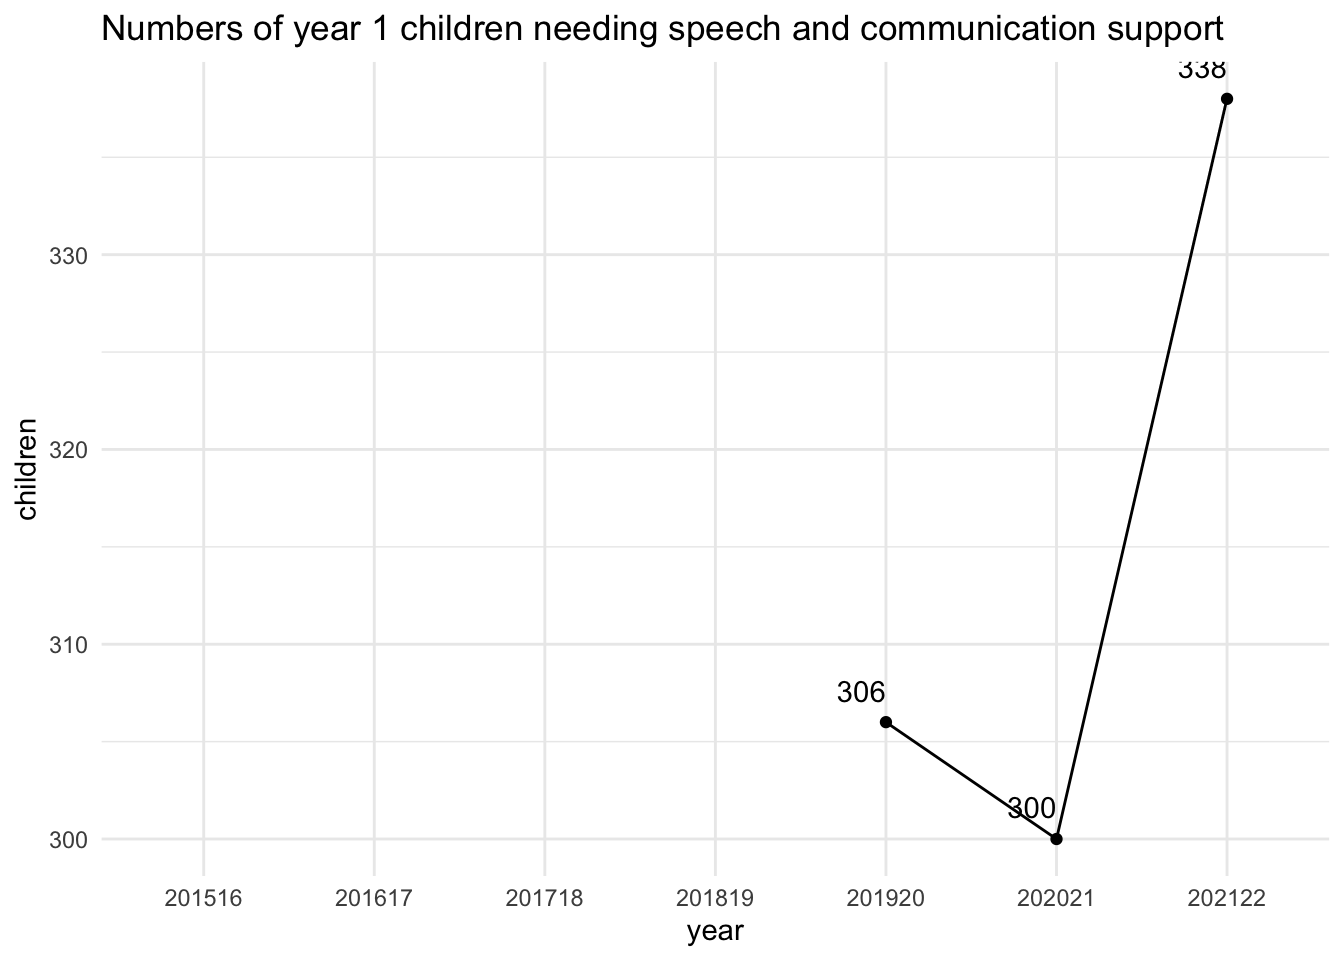 Numbers of year 1 children needing speech and communication support
338
330
320
310
300
306
300
children
201516 201617 201718 201819 201920 202021 202122
year